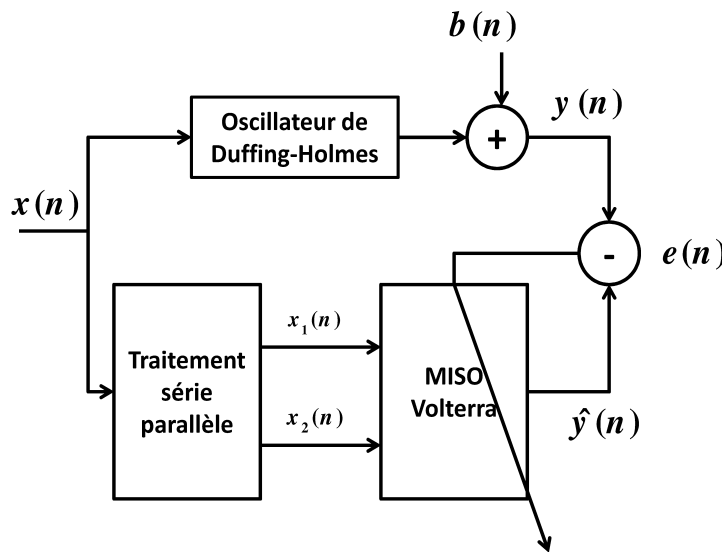 b(n)
Oscillateur de
Duffing-Holmes
+
y(n)
x(n)
-
e(n)
Traitement
série
parallèle
x₁(n)
x₂(n)
MISO
Volterra
ŷ(n)